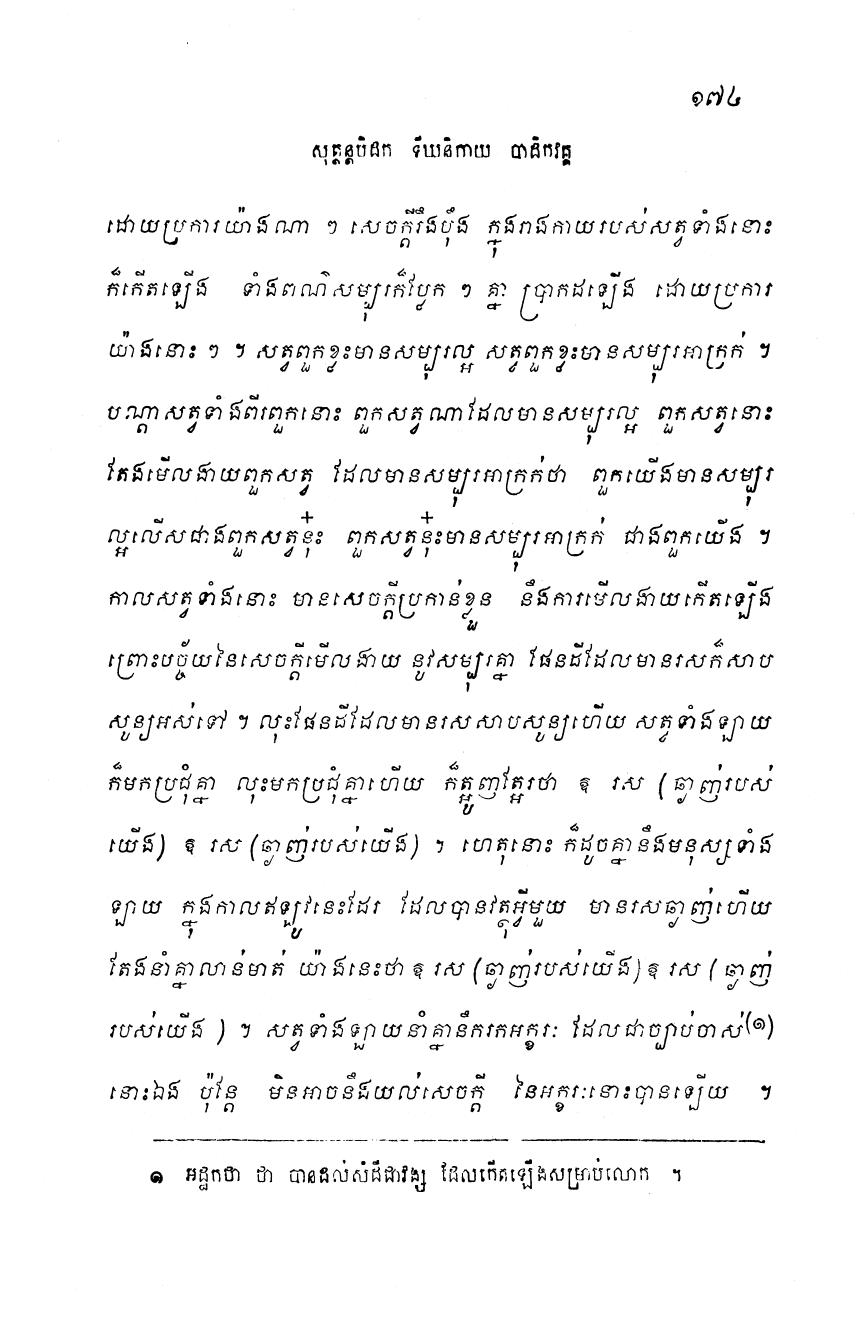 ១៧៤
សុត្តន្តបិដក ទីឃនិកាយ បាដិកវគ្គ
ដោយប្រការយ៉ាងណា ៗ សេចក្តីរឹងប៉ឹង ក្នុងរាងកាយរបស់សត្វទាំងនោះ
ក៏កើតឡើង ទាំងពណ៌សម្បុរក៏ប្លែក ៗ គ្នា ប្រាកដឡើង ដោយប្រការ
យ៉ាងនោះ ៗ ។ សត្វពួកខ្លះមានសម្បុរល្អ សត្វពួកខ្លះមានសម្បុរអាក្រក់ ។
បណ្តាសត្វទាំងពីរពួកនោះ ពួកសត្វណាដែលមានសម្បុរល្អ ពួកសត្វនោះ
តែងមើលងាយពួកសត្វ ដែលមានសម្បុរអាក្រក់ថា ពួកយើងមានសម្បុរ
ល្អលើសជាងពួកសត្វនុ៎ះ ពួកសត្វនុ៎ះមានសម្បុរអាក្រក់ ជាងពួកយើង ។
កាលសត្វទាំងនោះ មានសេចក្តីប្រកាន់ខ្លួន នឹងការមើលងាយកើតឡើង
ព្រោះបច្ច័យនៃសេចក្តីមើលងាយ នូវសម្បុរគ្នា ផែនដីដែលមានរសក៏សាប
សូន្យអស់ទៅ ។ លុះផែនដីដែលមានរសសាបសូន្យហើយ សត្វទាំងឡាយ
ក៏មកប្រជុំគ្នា លុះមកប្រជុំគ្នាហើយ ក៏ត្អូញត្អែរថា ឱ រស (ឆ្ងាញ់របស់
យើង) ឱ រស (ឆ្ងាញ់របស់យើង) ។ ហេតុនោះ ក៏ដូចគ្នានឹងមនុស្សទាំង
ឡាយ ក្នុងកាលឥឡូវនេះដែរ ដែលបានវត្ថុអ្វីមួយ មានរសឆ្ងាញ់ហើយ
តែងនាំគ្នាលាន់មាត់ យ៉ាងនេះថា ឱ រស (ឆ្ងាញ់របស់យើង) ឱ រស (ឆ្ងាញ់
របស់យើង ) ។ សត្វទាំងឡាយនាំគ្នានឹករកអក្ខរៈ ដែលជាច្បាប់ចាស់(១)
នោះឯង ប៉ុន្តែ មិនអាចនឹងយល់សេចក្តី នៃអក្ខរៈនោះបានឡើយ ។
១ អដ្ឋកថា ថា បានដល់សំដីជាវង្ស ដែលកើតឡើងសម្រាប់លោក ។